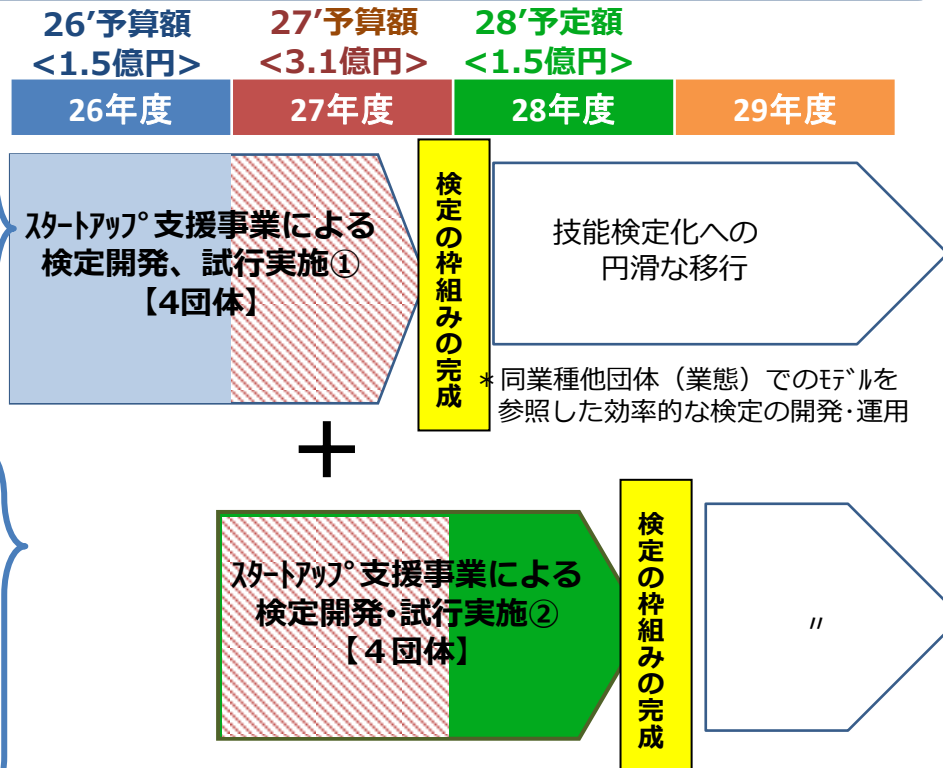 26′予算額
<1.5億円>
27′予算額
<3.1億円>
28′予定額
<1.5億円>
26年度
27年度
28年度
29年度
ｽﾀｰﾄｱｯﾌﾟ支援事業による
検定開発、試行実施①
【4団体】
検定の枠組みの完成
技能検定化への
円滑な移行
＊同業種他団体（業態）でのﾓﾃﾞﾙを
参照した効率的な検定の開発･運用
＋
ｽﾀｰﾄｱｯﾌﾟ支援事業による
検定開発･試行実施②
【４団体】
検定の枠組みの完成
〃